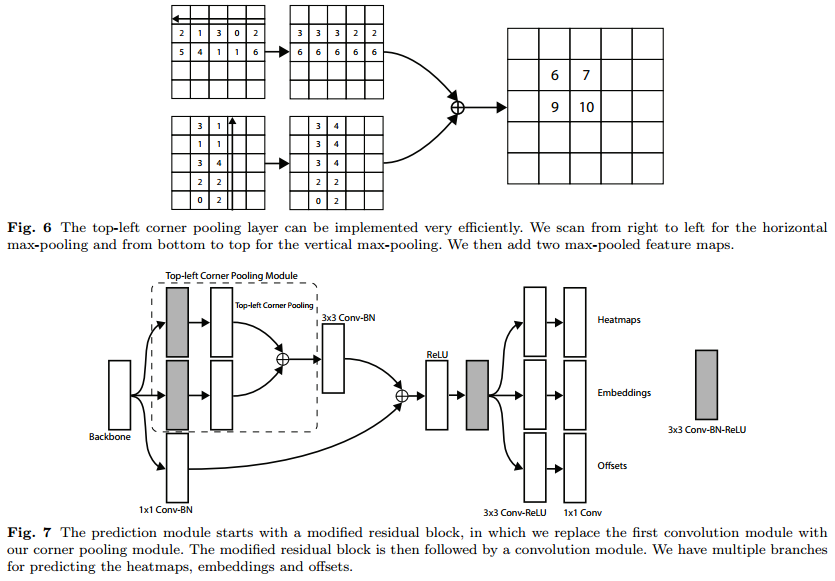 2 1 3 0 2
5 4 1 1 6
3 3 3 2 2
6 6 6 6 6
3 1
1 1
3 4
2 2
0 2
3 4
3 4
3 4
2 2
0 2
6 7
9 10
Fig. 6 The top-left corner pooling layer can be implemented very efficiently. We scan from right to left for the horizontal
max-pooling and from bottom to top for the vertical max-pooling. We then add two max-pooled feature maps.
Top-left Corner Pooling Module
Top-left Corner Pooling
3x3 Conv-BN
Backbone
1x1 Conv-BN
ReLU
Heatmaps
Embeddings
Offsets
3x3 Conv-ReLU
1x1 Conv
3x3 Conv-BN-ReLU
Fig. 7 The prediction module starts with a modified residual block, in which we replace the first convolution module with
our corner pooling module. The modified residual block is then followed by a convolution module. We have multiple branches
for predicting the heatmaps, embeddings and offsets.